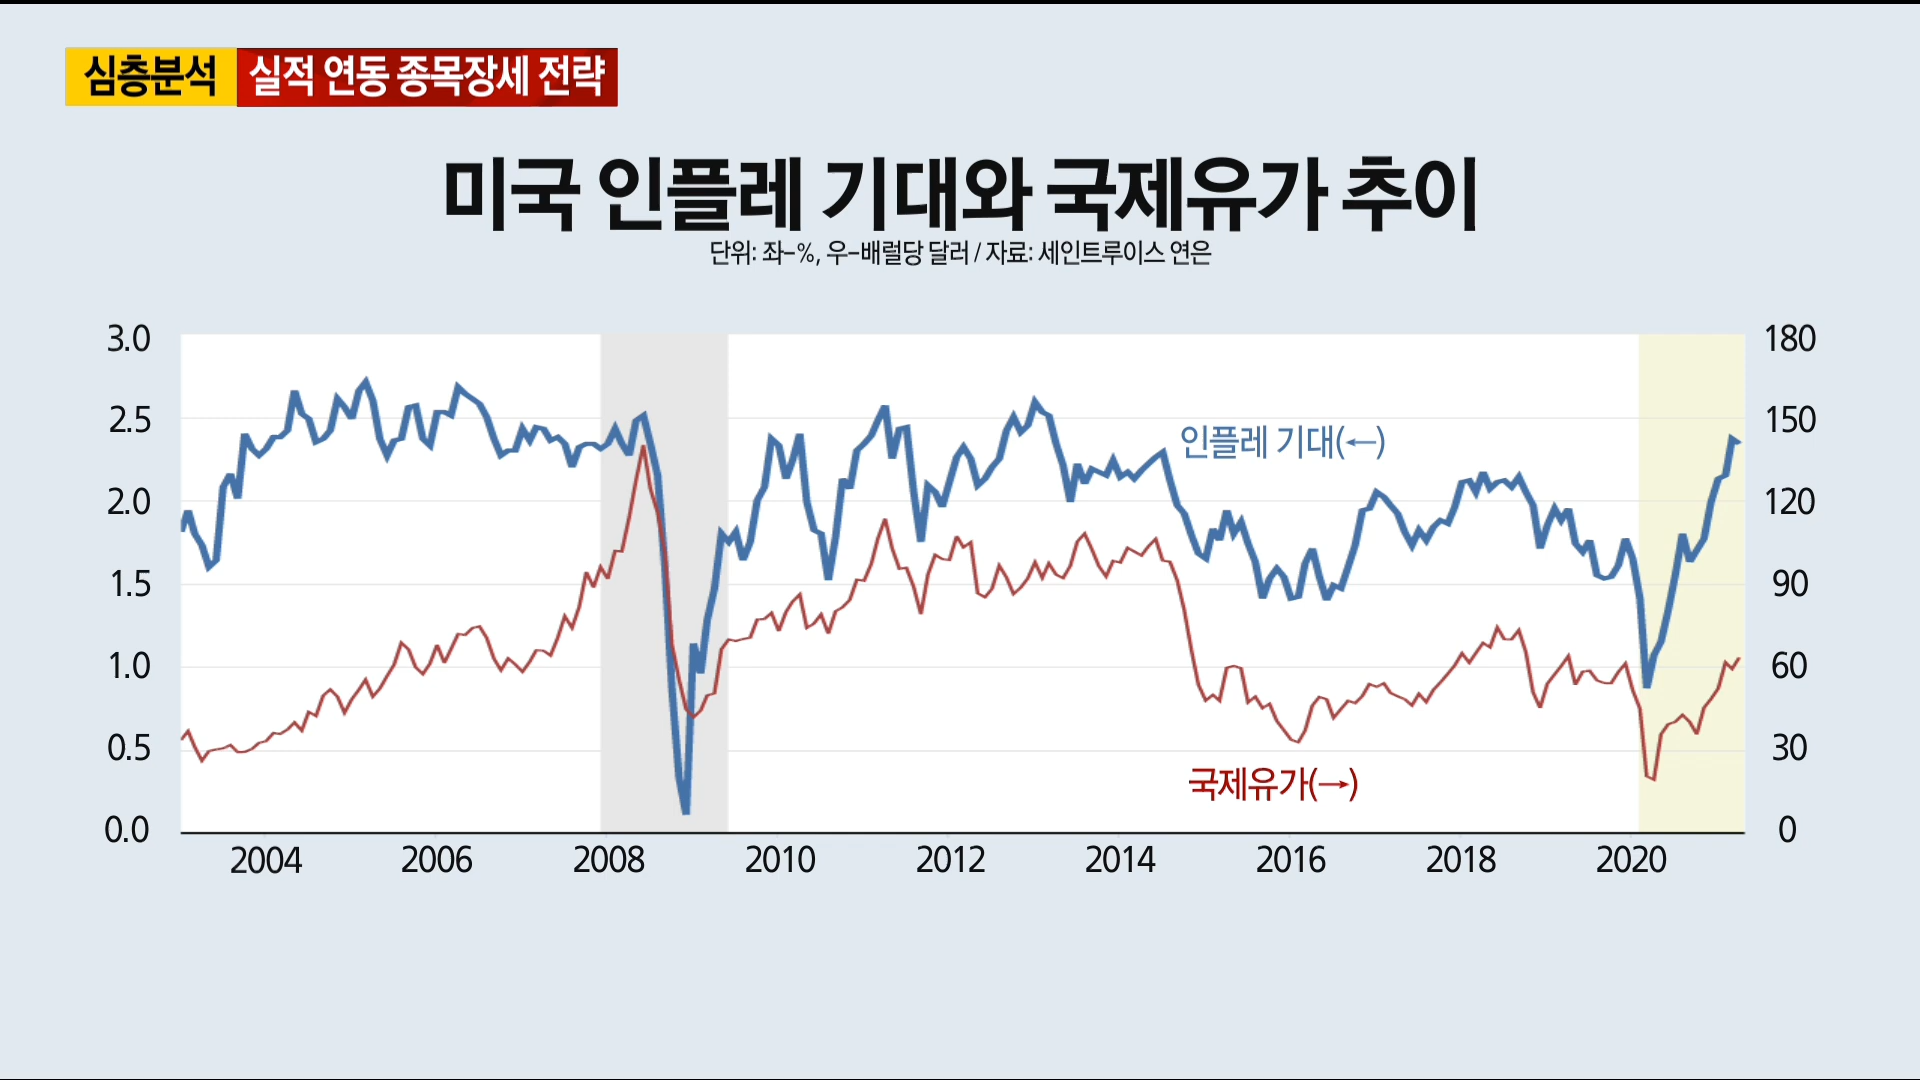 심층분석 실적 연동 종목장세 전략
미국 인플레 기대와 국제유가 추이
단위: 좌-%, 우-배럴당 달러 / 자료: 세인트루이스 연은
3.0 180
2.5 150
인플레 기대(←)
2.0 120
1.5 90
1.0 60
0.5 30
국제유가(→)
0.0 0
2004 2006 2008 2010 2012 2014 2016 2018 2020